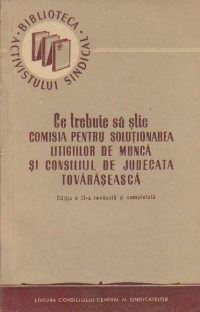 · BIBLIOTECA ·
ACTIVISTULUI SINDICAL
Ce trebuie să știe
COMISIA PENTRU SOLUȚIONAREA
LITIGIILOR DE MUNCĂ
ȘI CONSILIUL DE JUDECATA
TOVĂRĂȘEASCĂ
Ediția a II-a revăzută și completată
EDITURA CONSILIULUI CENTRAL AL SINDICATELOR